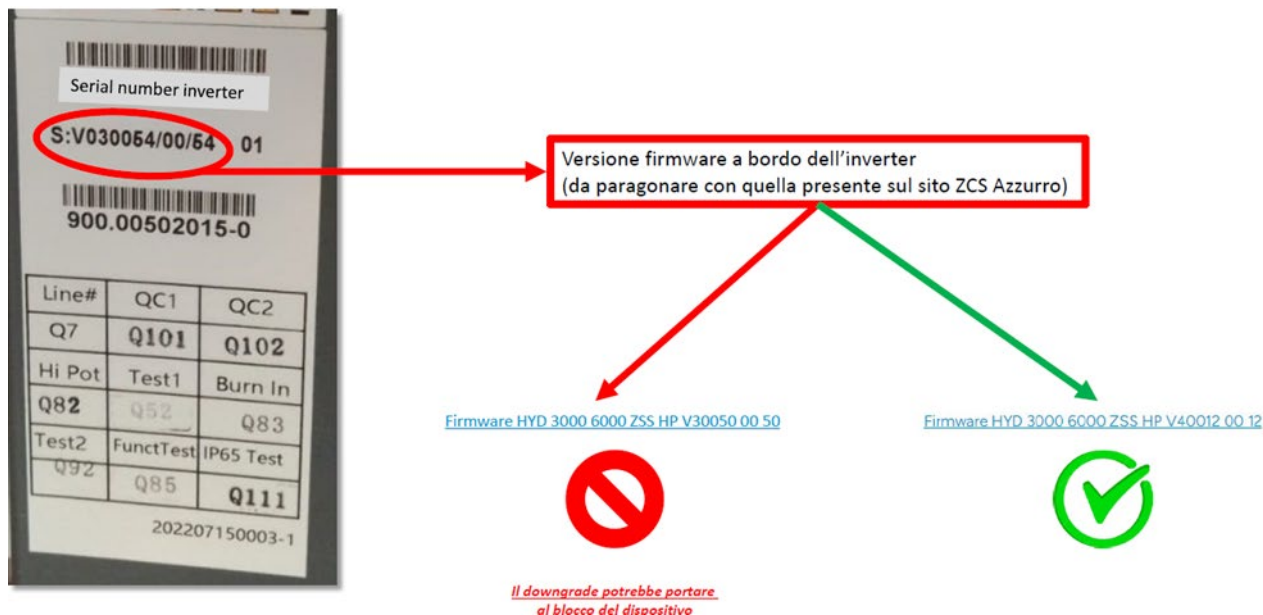 Serial number inverter
S:V030054/00/54 01
900.00502015-0
Line# QC1 QC2
Q7 Q101 Q102
Hi Pot Test1 Burn In
Q82 Q52 Q83
Test2 FunctTest IP65 Test
Q92 Q85 Q111
202207150003-1
Versione firmware a bordo dell'inverter
(da paragonare con quella presente sul sito ZCS Azzurro)
Firmware HYD 3000 6000 ZSS HP V30050 00 50
Firmware HYD 3000 6000 ZSS HP V40012 00 12
Il downgrade potrebbe portare
al blocco del dispositivo